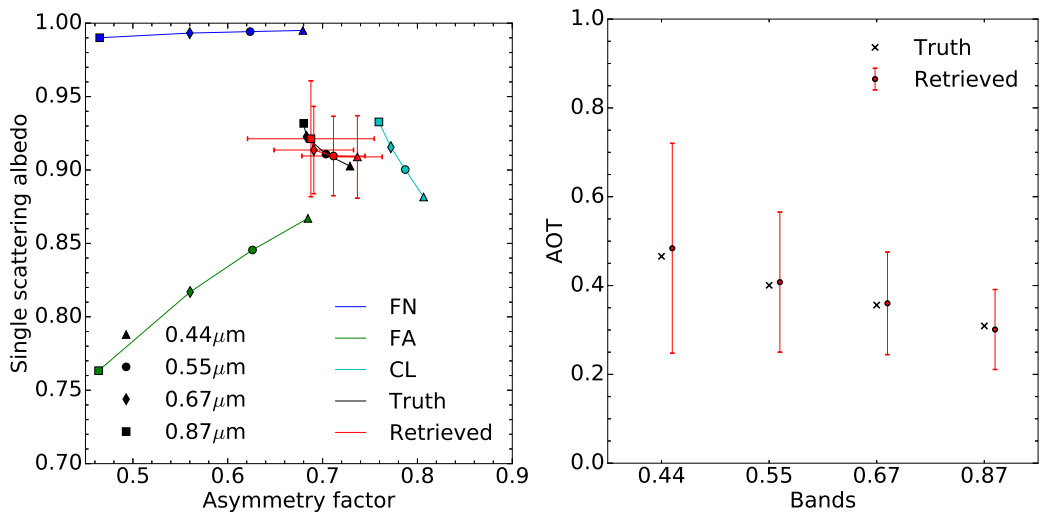 Single scattering albedo
1.00
0.95
0.90
0.85
0.80
0.75
0.70
0.44μm
0.55μm
0.67μm
0.87μm
FN
FA
CL
Truth
Retrieved
0.5 0.6 0.7 0.8 0.9
Asymmetry factor
AOT
1.0
0.8
0.6
0.4
0.2
0.0
Truth
Retrieved
0.44 0.55 0.67 0.87
Bands